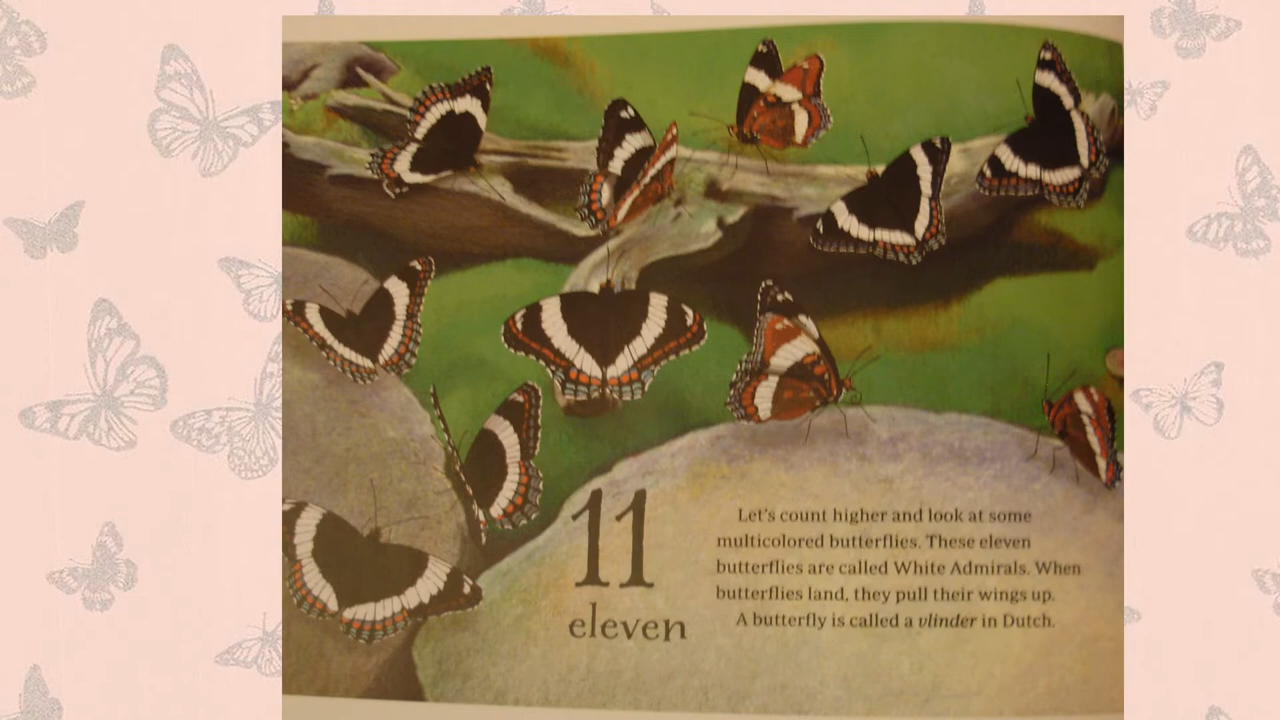 11
eleven
Let's count higher and look at some
multicolored butterflies. These eleven
butterflies are called White Admirals. When
butterflies land, they pull their wings up.
A butterfly is called a vlinder in Dutch.